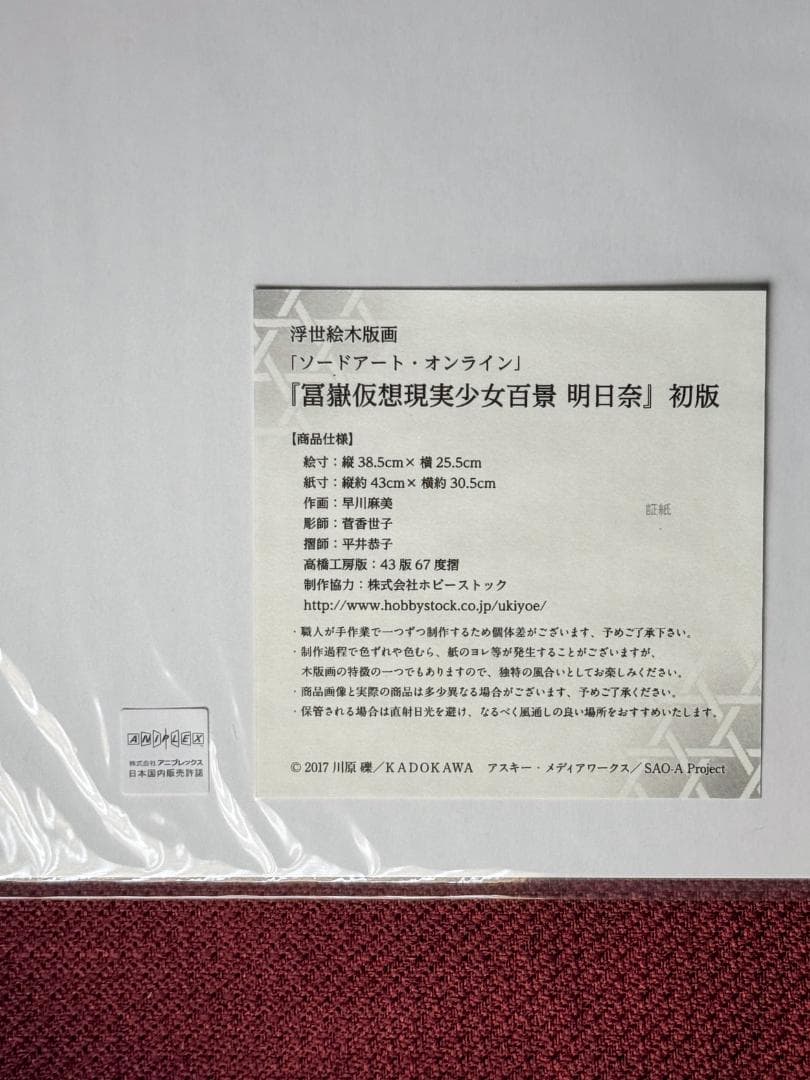 浮世絵木版画
「ソードアート・オンライン」
『冨嶽仮想現実少女百景 明日奈』初版
【商品仕様】
絵寸：縦 38.5cm× 横 25.5cm
紙寸：縦約 43cm× 横約 30.5cm
作画：早川麻美
彫師：菅香世子
摺師：平井恭子
高橋工房版：43 版 67 度摺
制作協力：株式会社ホビーストック
http://www.hobbystock.co.jp/ukiyoe/
証紙
・職人が手作業で一つずつ制作するため個体差がございます、予めご了承下さい。
・制作過程で色ずれや色むら、紙のヨレ等が発生することがございますが、
木版画の特徴の一つでもありますので、独特の風合いとしてお楽しみください。
・商品画像と実際の商品は多少異なる場合がございます、予めご了承ください。
・保管される場合は直射日光を避け、なるべく風通しの良い場所をおすすめいたします。
© 2017 川原 礫／KADOKAWA アスキー・メディアワークス／SAO-A Project
ANIPLEX
株式会社 アニプレックス
日本国内販売許諾